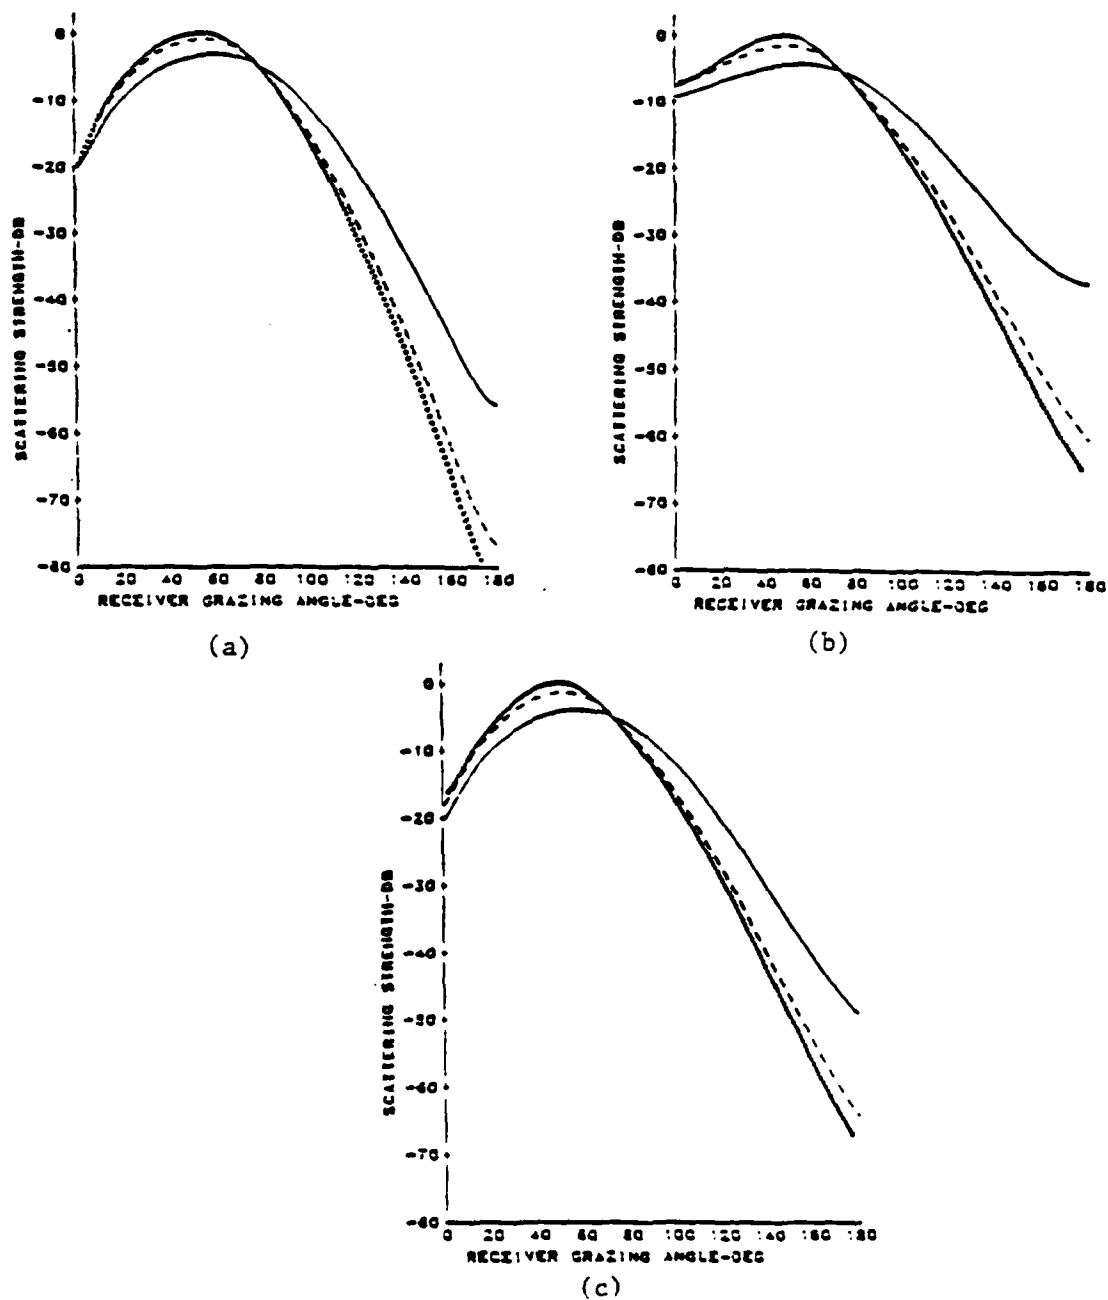 0
-10
-20
-30
-40
-50
-60
-70
-80
SCATTERING STRENGTH-DB
0 20 40 60 80 100 120 140 160 180
RECEIVER GRAZING ANGLE-DEG
(a)
0
-10
-20
-30
-40
-50
-60
-70
-80
SCATTERING STRENGTH-DB
0 20 40 60 80 100 120 140 160 180
RECEIVER GRAZING ANGLE-DEG
(b)
0
-10
-20
-30
-40
-50
-60
-70
-80
SCATTERING STRENGTH-DB
0 20 40 60 80 100 120 140 160 180
RECEIVER GRAZING ANGLE-DEG
(c)